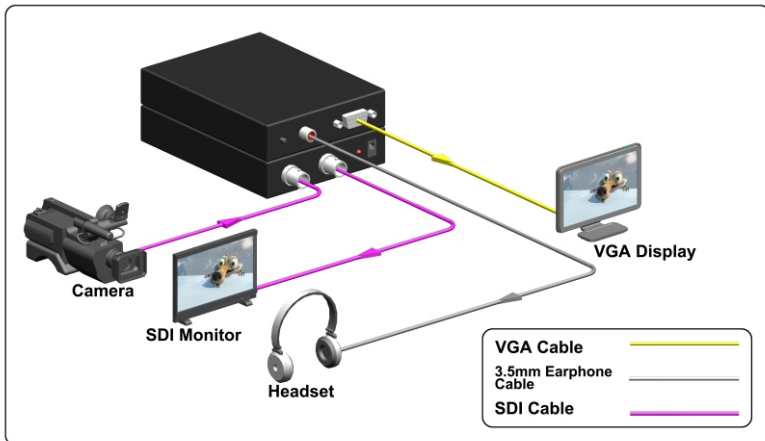 Camera
SDI Monitor
Headset
VGA Display
VGA Cable
3.5mm Earphone
Cable
SDI Cable